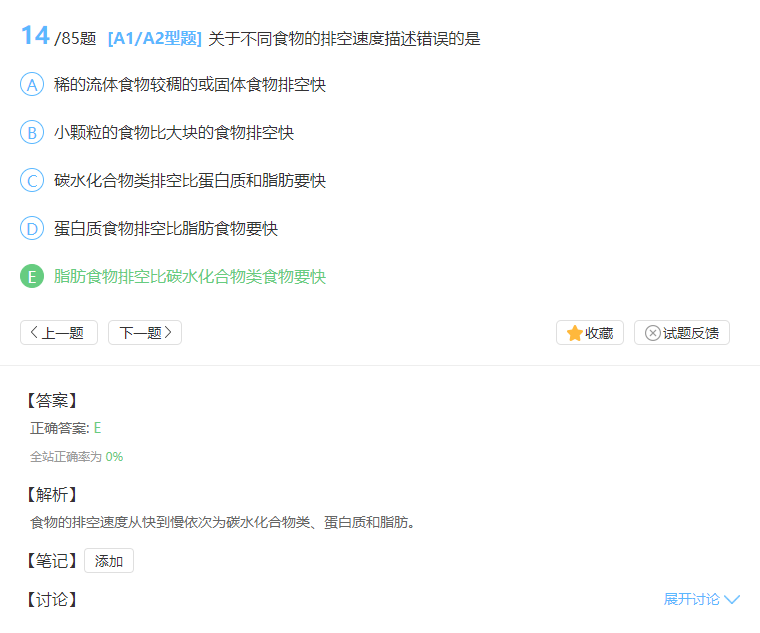 14 /85题 [A1/A2型题] 关于不同食物的排空速度描述错误的是
A 稀的流体食物较稠的或固体食物排空快
B 小颗粒的食物比大块的食物排空快
C 碳水化合物类排空比蛋白质和脂肪要快
D 蛋白质食物排空比脂肪食物要快
E 脂肪食物排空比碳水化合物类食物要快
上一题 下一题 收藏 试题反馈
【答案】
正确答案: E
全站正确率为 0%
【解析】
食物的排空速度从快到慢依次为碳水化合物类、蛋白质和脂肪。
【笔记】 添加
【讨论】 展开讨论